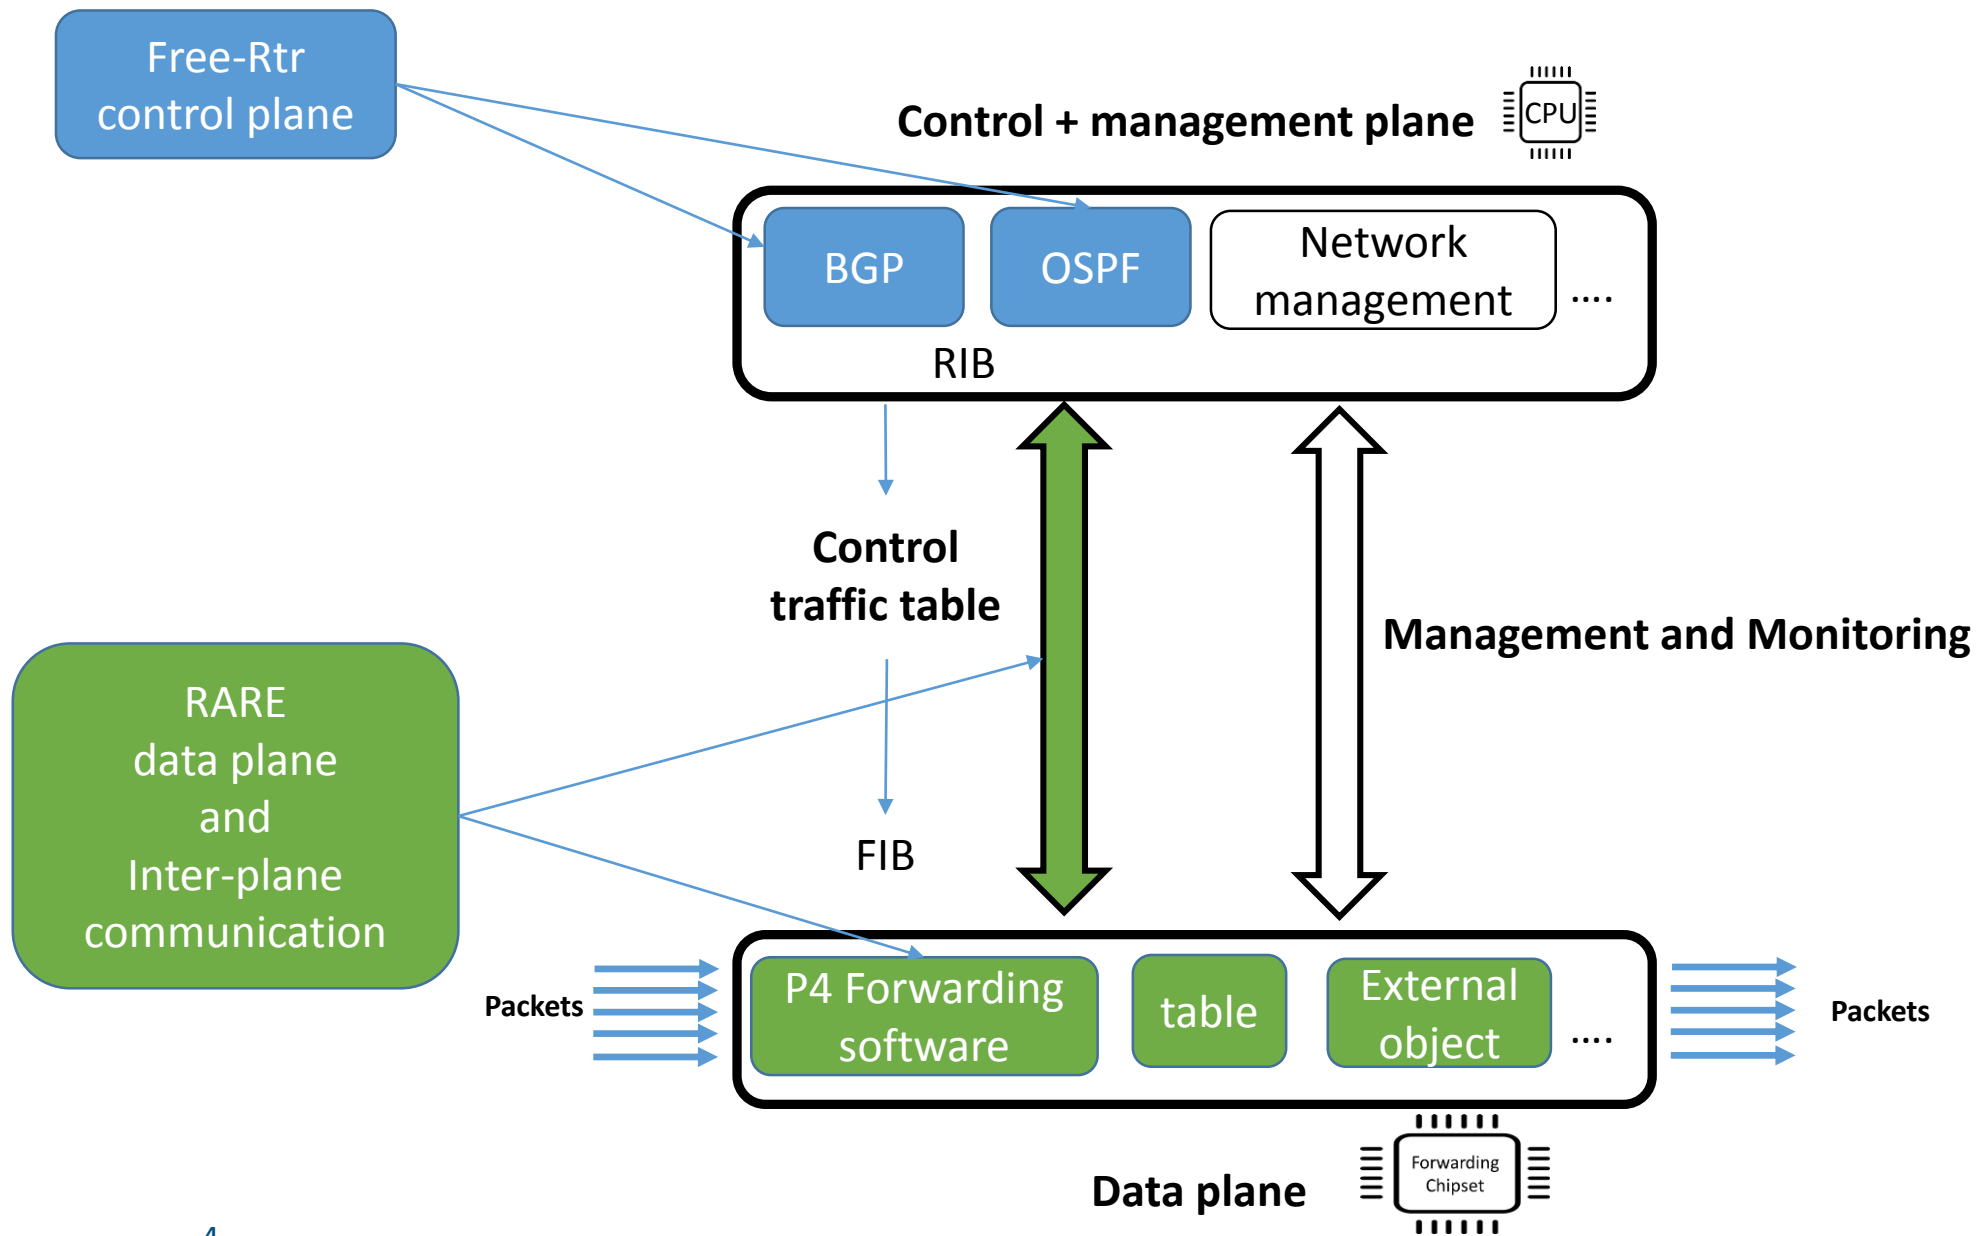 Free-Rtr
control plane
Control + management plane
CPU
BGP
OSPF
Network
management
....
RIB
Control
traffic table
Management and Monitoring
RARE
data plane
and
Inter-plane
communication
FIB
Packets
P4 Forwarding
software
table
External
object
....
Packets
Data plane
Forwarding
Chipset
4